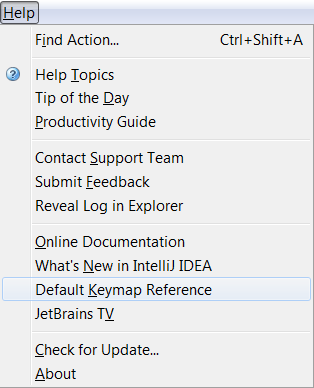 Help
Find Action... Ctrl+Shift+A
Help Topics
Tip of the Day
Productivity Guide
Contact Support Team
Submit Feedback
Reveal Log in Explorer
Online Documentation
What's New in IntelliJ IDEA
Default Keymap Reference
JetBrains TV
Check for Update...
About